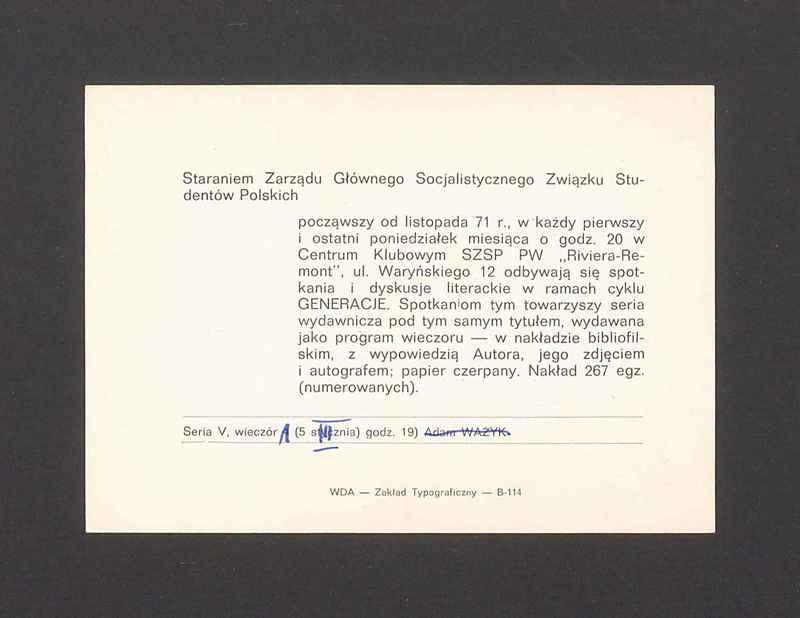 Staraniem Zarządu Głównego Socjalistycznego Związku Stu-
dentów Polskich
począwszy od listopada 71 r., w każdy pierwszy
i ostatni poniedziałek miesiąca o godz. 20 w
Centrum Klubowym SZSP PW „Riviera-Re-
mont”, ul. Waryńskiego 12 odbywają się spot-
kania i dyskusje literackie w ramach cyklu
GENERACJE. Spotkaniom tym towarzyszy seria
wydawnicza pod tym samym tytułem, wydawana
jako program wieczoru — w nakładzie bibliofil-
skim, z wypowiedzią Autora, jego zdjęciem
i autografem; papier czerpany. Nakład 267 egz.
(numerowanych).
Seria V, wieczór (5 stycznia) godz. 19) Adam WAŻYK.
III
WDA — Zakład Typograficzny — B-114